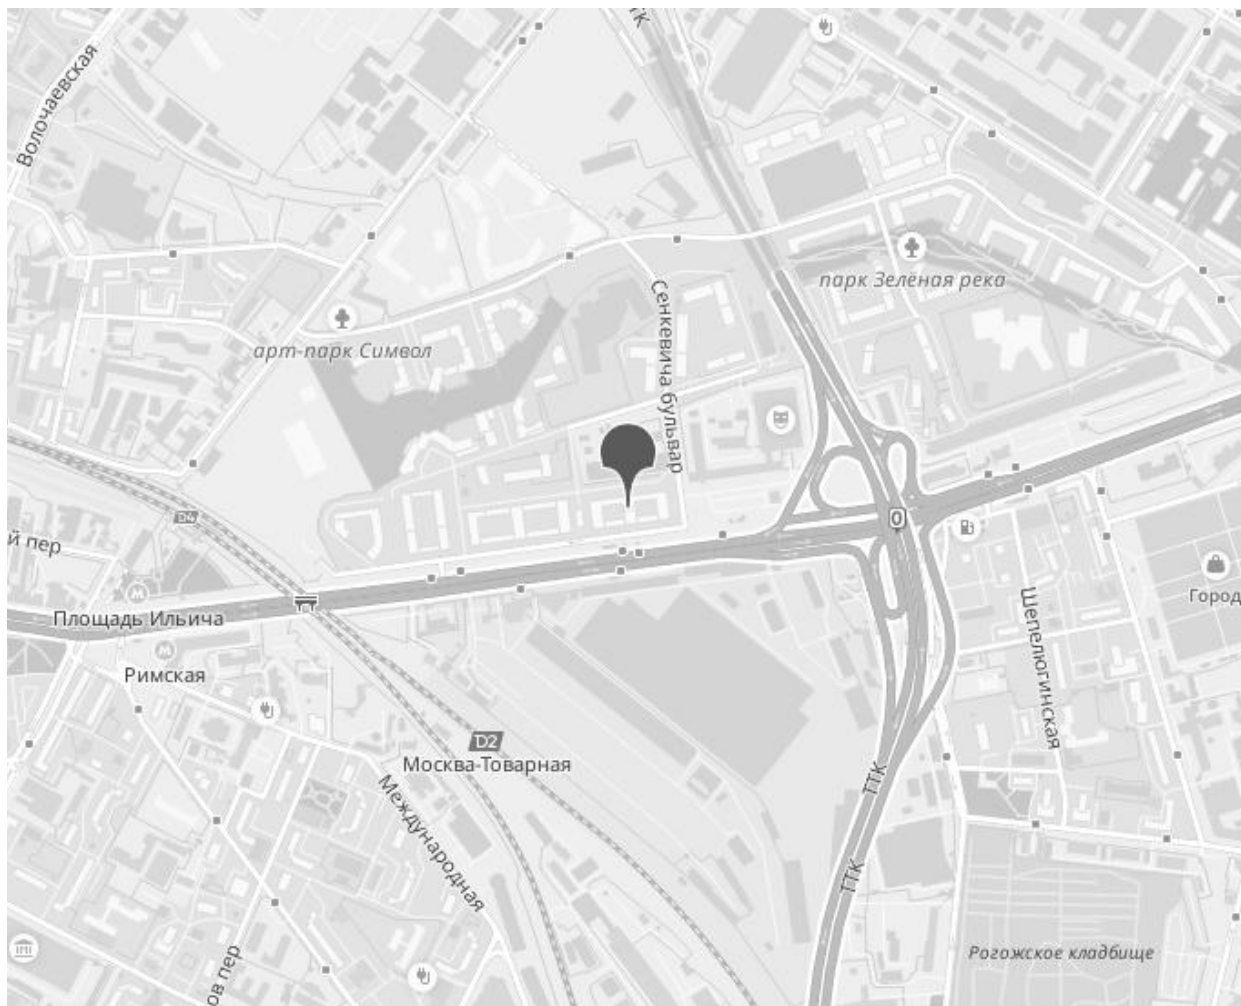 ТТК
Волочаевская
парк Зелёная река
Сенкевича бульвар
арт-парк Символ
D4
0
й пер
Площадь Ильича
Город
Римская
Шепелюгинская
D2
Москва-Товарная
Международная
ТТК
ТТК
Рогожское кладбище
ов пер